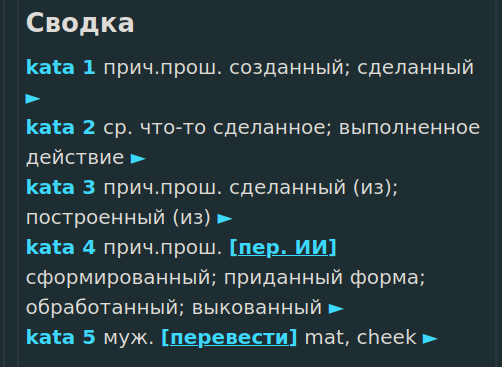 Сводка
kata 1 прич.прош. созданный; сделанный
►
kata 2 ср. что-то сделанное; выполненное
действие ►
kata 3 прич.прош. сделанный (из);
построенный (из) ►
kata 4 прич.прош. [пер. ИИ]
сформированный; приданный форма;
обработанный; выкованный ►
kata 5 муж. [перевести] mat, cheek ►